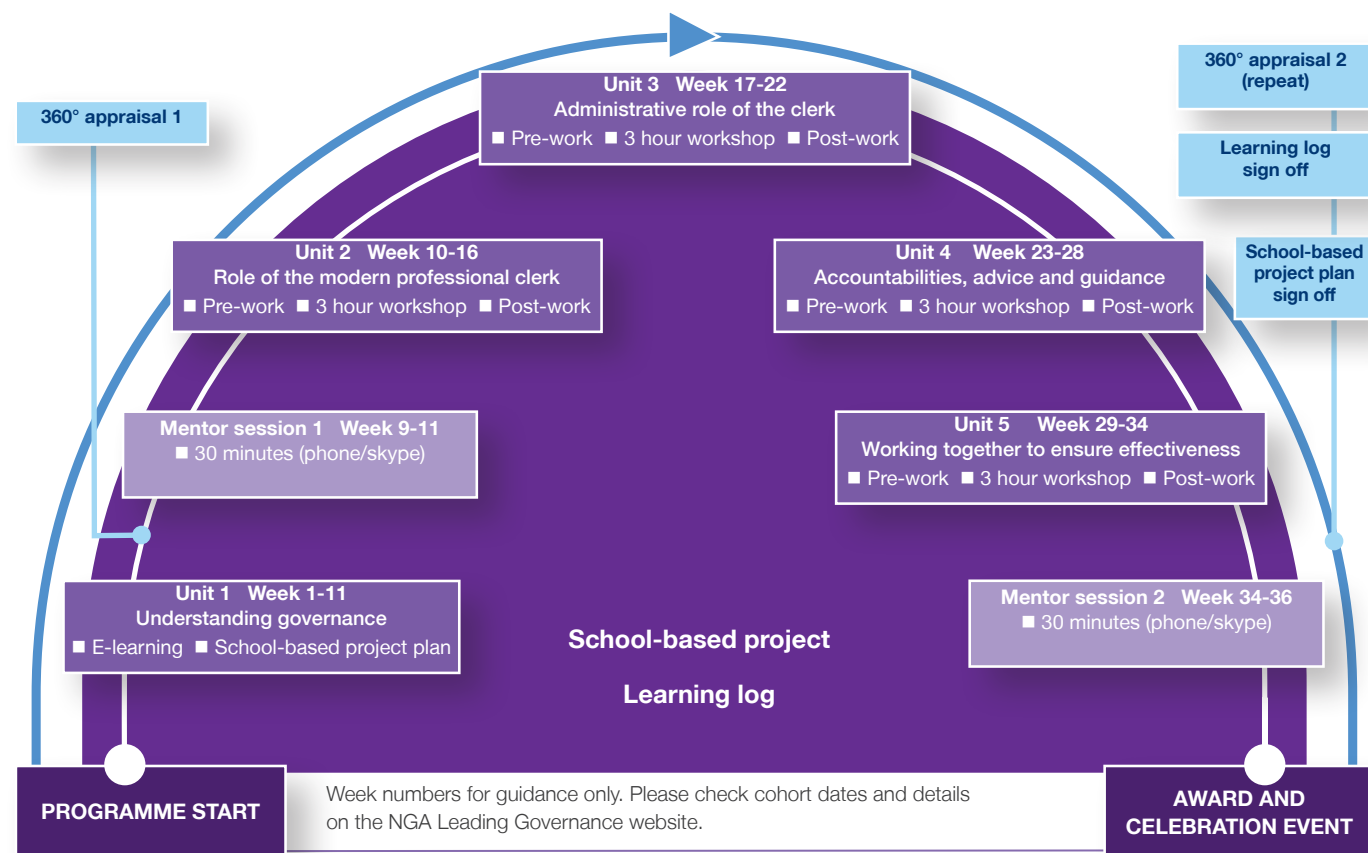 360° appraisal 1
Unit 3 Week 17-22
Administrative role of the clerk
■ Pre-work ■ 3 hour workshop ■ Post-work
360° appraisal 2
(repeat)
Learning log
sign off
School-based
project plan
sign off
Unit 2 Week 10-16
Role of the modern professional clerk
■ Pre-work ■ 3 hour workshop ■ Post-work
Unit 4 Week 23-28
Accountabilities, advice and guidance
■ Pre-work ■ 3 hour workshop ■ Post-work
Mentor session 1 Week 9-11
■ 30 minutes (phone/skype)
Unit 5 Week 29-34
Working together to ensure effectiveness
■ Pre-work ■ 3 hour workshop ■ Post-work
Unit 1 Week 1-11
Understanding governance
■ E-learning ■ School-based project plan
Mentor session 2 Week 34-36
■ 30 minutes (phone/skype)
School-based project
Learning log
PROGRAMME START
Week numbers for guidance only. Please check cohort dates and details
on the NGA Leading Governance website.
AWARD AND
CELEBRATION EVENT